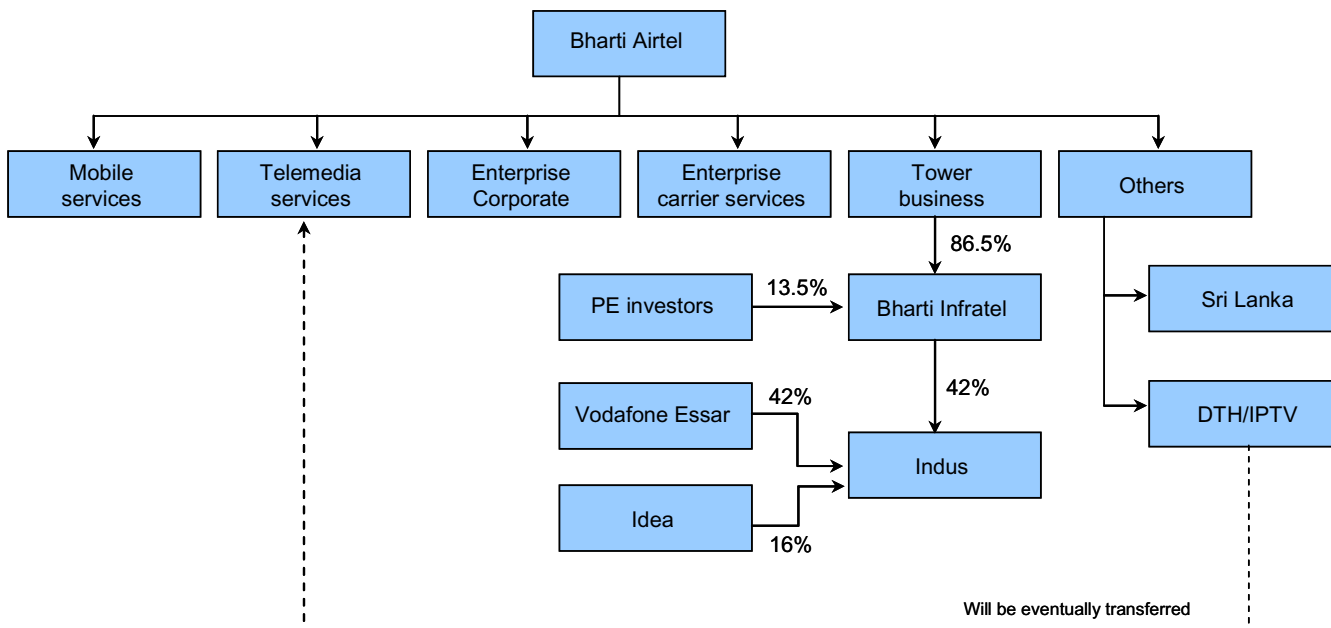 Bharti Airtel
Mobile
services
Telemedia
services
Enterprise
Corporate
Enterprise
carrier services
Tower
business
Others
86.5%
PE investors
13.5%
Bharti Infratel
Sri Lanka
Vodafone Essar
42%
42%
DTH/IPTV
Indus
Idea
16%
Will be eventually transferred